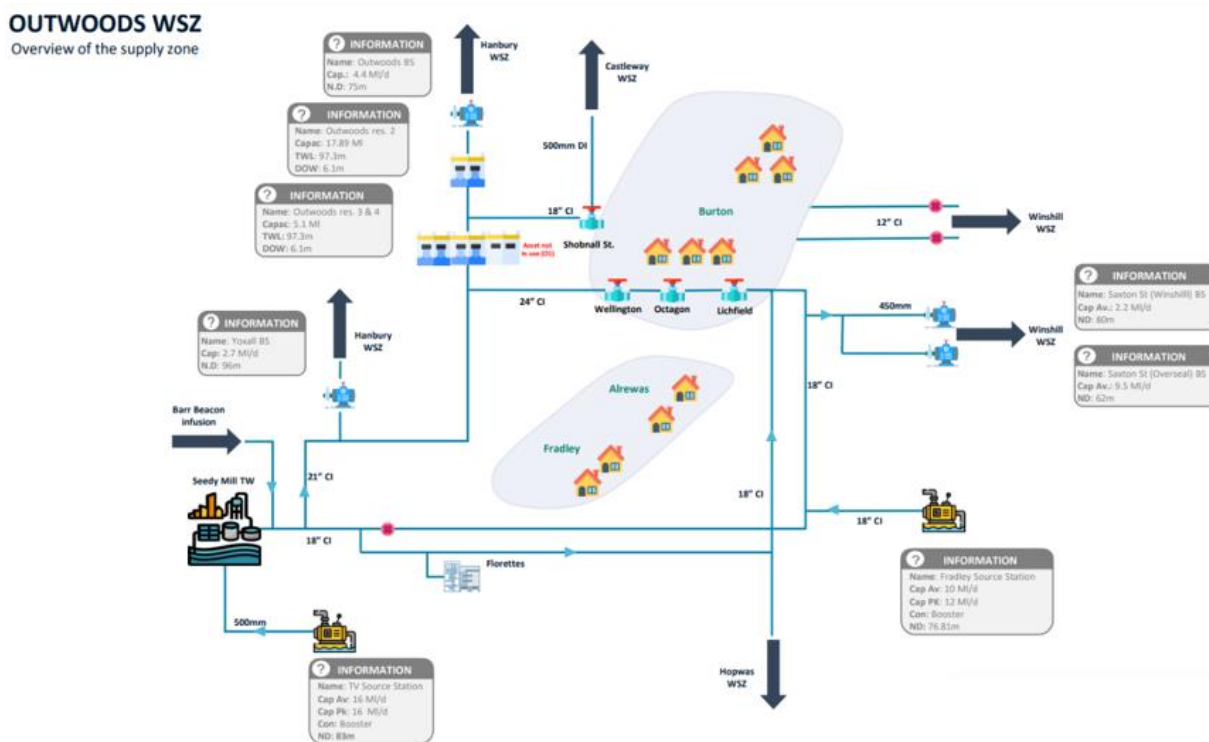 OUTWOODS WSZ
Overview of the supply zone
? INFORMATION
Name: Outwoods BS
Cap.: 4.4 Ml/d
N.D: 75m
Hanbury
WSZ
Castleway
WSZ
? INFORMATION
Name: Outwoods res. 2
Capac: 17.89 Ml
TWL: 97.3m
DOW: 6.1m
500mm DI
? INFORMATION
Name: Outwoods res. 3 & 4
Capac: 5.1 Ml
TWL: 97.3m
DOW: 6.1m
18" CI
Shobnall St.
Asset not
in use (OS)
Burton
12" CI
Winshill
WSZ
24" CI
Wellington
Octagon
Lichfield
450mm
Winshill
WSZ
? INFORMATION
Name: Saxton St (Winshill) BS
Cap Av.: 2.2 Ml/d
ND: 80m
? INFORMATION
Name: Saxton St (Overseal) BS
Cap Av.: 9.5 Ml/d
ND: 62m
? INFORMATION
Name: Yoxall BS
Cap: 2.7 Ml/d
N.D: 96m
Hanbury
WSZ
Alrewas
Fradley
18" CI
Barr Beacon
infusion
Seedy Mill TW
21" CI
18" CI
18" CI
18" CI
Florettes
500mm
? INFORMATION
Name: Fradley Source Station
Cap Av: 10 Ml/d
Cap PK: 12 Ml/d
Con: Booster
ND: 76.81m
? INFORMATION
Name: TV Source Station
Cap Av: 16 Ml/d
Cap Pk: 16 Ml/d
Con: Booster
ND: 83m
Hopwas
WSZ